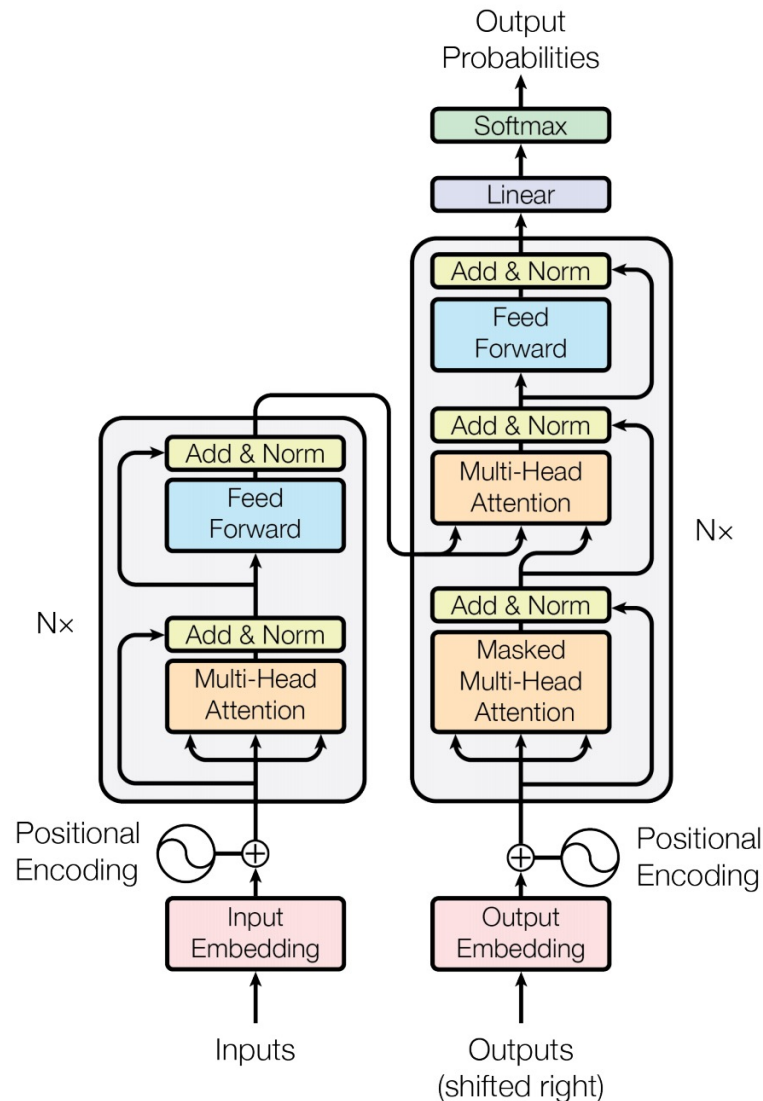 Output
Probabilities
Softmax
Linear
Add & Norm
Feed
Forward
Add & Norm
Multi-Head
Attention
Add & Norm
Masked
Multi-Head
Attention
N×
Add & Norm
Feed
Forward
Add & Norm
Multi-Head
Attention
N×
Positional
Encoding
Input
Embedding
Inputs
Positional
Encoding
Output
Embedding
Outputs
(shifted right)